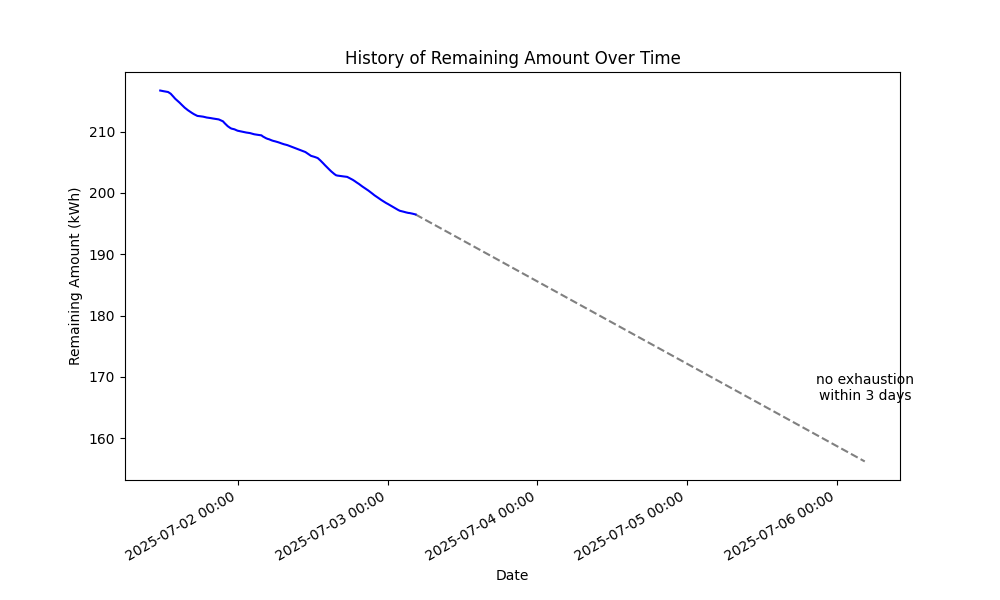 History of Remaining Amount Over Time
Remaining Amount (kWh)
210
200
190
180
170
160
no exhaustion
within 3 days
2025-07-02 00:00
2025-07-03 00:00
2025-07-04 00:00
2025-07-05 00:00
2025-07-06 00:00
Date